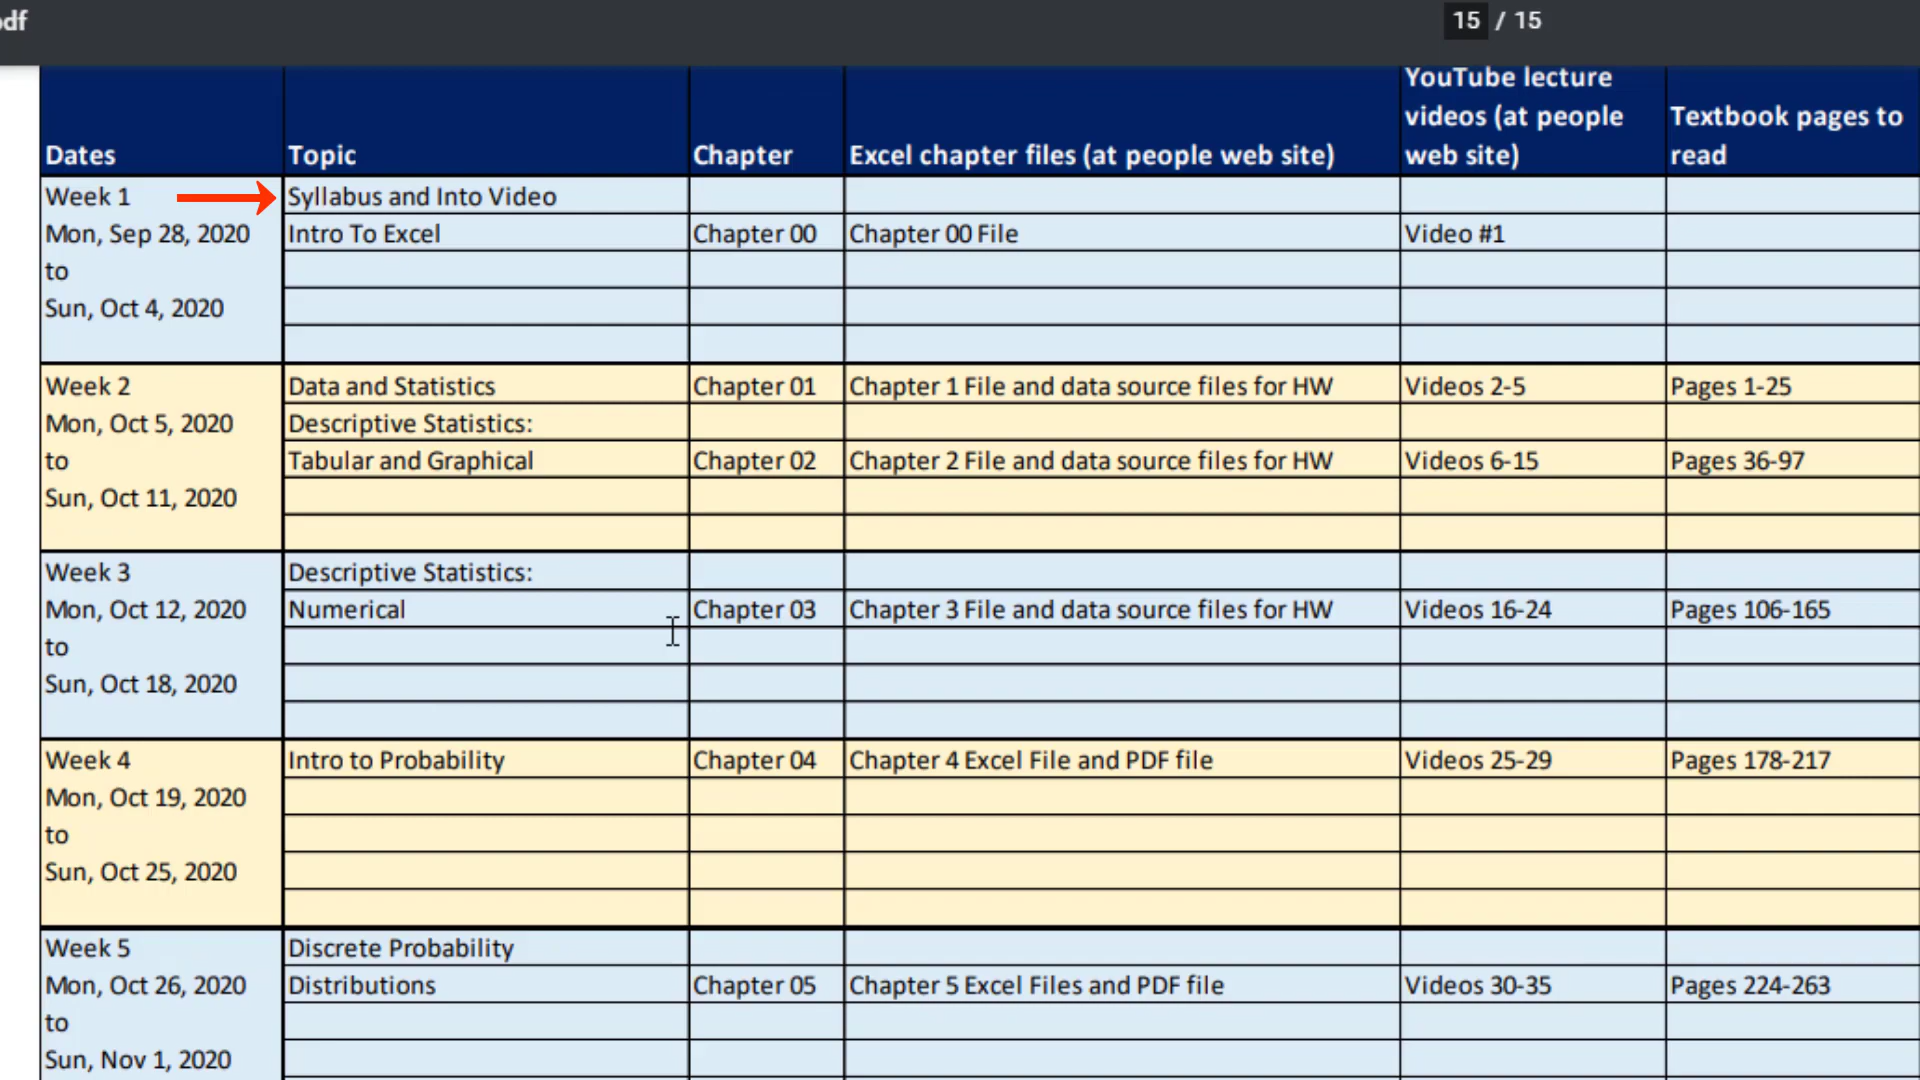 odf
15 / 15
Dates Topic Chapter Excel chapter files (at people web site) YouTube lecture videos (at people web site) Textbook pages to read
Week 1 Syllabus and Into Video
Mon, Sep 28, 2020 Intro To Excel Chapter 00 Chapter 00 File Video #1
to
Sun, Oct 4, 2020
Week 2 Data and Statistics Chapter 01 Chapter 1 File and data source files for HW Videos 2-5 Pages 1-25
Mon, Oct 5, 2020 Descriptive Statistics:
to Tabular and Graphical Chapter 02 Chapter 2 File and data source files for HW Videos 6-15 Pages 36-97
Sun, Oct 11, 2020
Week 3 Descriptive Statistics:
Mon, Oct 12, 2020 Numerical Chapter 03 Chapter 3 File and data source files for HW Videos 16-24 Pages 106-165
to
Sun, Oct 18, 2020
Week 4 Intro to Probability Chapter 04 Chapter 4 Excel File and PDF file Videos 25-29 Pages 178-217
Mon, Oct 19, 2020
to
Sun, Oct 25, 2020
Week 5 Discrete Probability
Mon, Oct 26, 2020 Distributions Chapter 05 Chapter 5 Excel Files and PDF file Videos 30-35 Pages 224-263
to
Sun, Nov 1, 2020